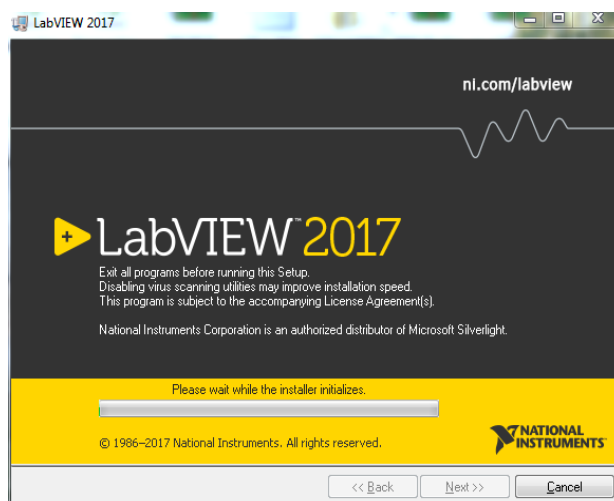 LabVIEW 2017
ni.com/labview
LabVIEW™ 2017
Exit all programs before running this Setup.
Disabling virus scanning utilities may improve installation speed.
This program is subject to the accompanying License Agreement(s).
National Instruments Corporation is an authorized distributor of Microsoft Silverlight.
Please wait while the installer initializes.
© 1986–2017 National Instruments. All rights reserved.
NATIONAL
INSTRUMENTS
<< Back Next >> Cancel